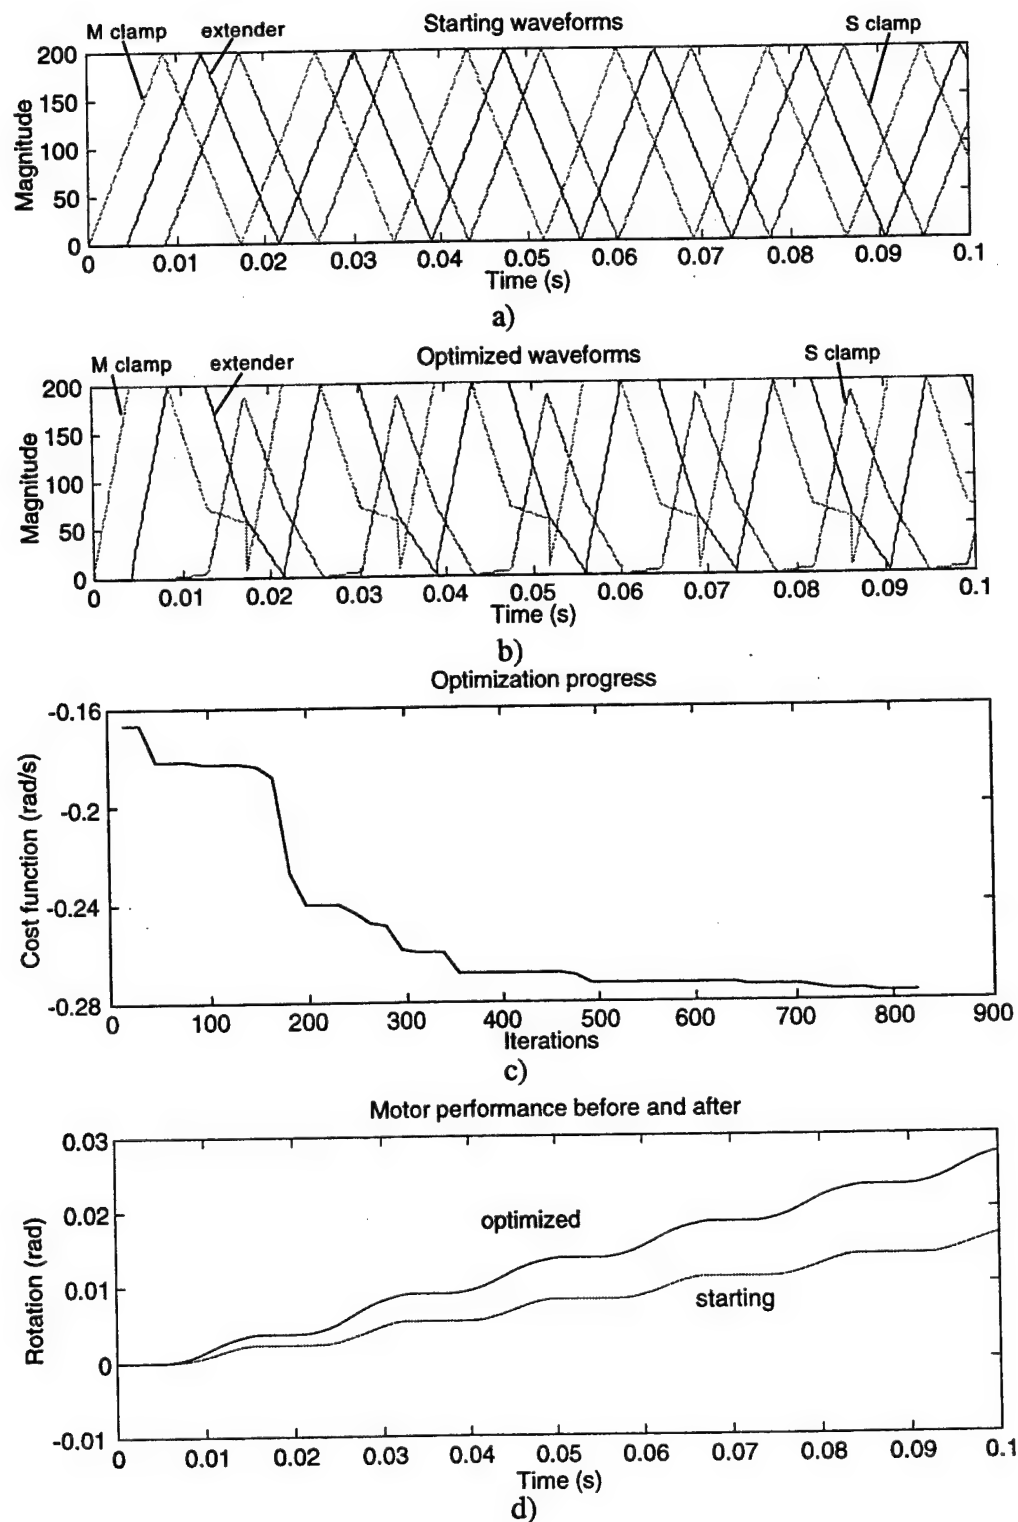 Starting waveforms
M clamp extender S clamp
200
150
100
50
0
Magnitude
0 0.01 0.02 0.03 0.04 0.05 0.06 0.07 0.08 0.09 0.1
Time (s)
a)
Optimized waveforms
M clamp extender S clamp
200
150
100
50
0
Magnitude
0 0.01 0.02 0.03 0.04 0.05 0.06 0.07 0.08 0.09 0.1
Time (s)
b)
Optimization progress
-0.16
-0.2
-0.24
-0.28
Cost function (rad/s)
0 100 200 300 400 500 600 700 800 900
Iterations
c)
Motor performance before and after
0.03
0.02
0.01
0
-0.01
Rotation (rad)
optimized
starting
0 0.01 0.02 0.03 0.04 0.05 0.06 0.07 0.08 0.09 0.1
Time (s)
d)